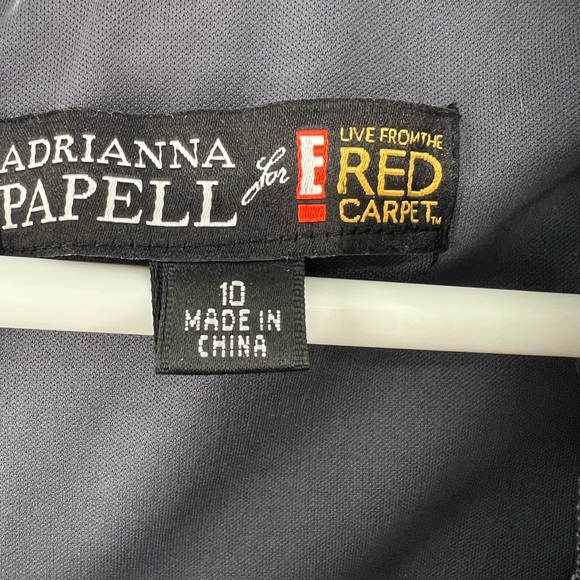 ADRIANNA
PAPELL
for
E!
LIVE FROM THE
RED
CARPET™
10
MADE IN
CHINA